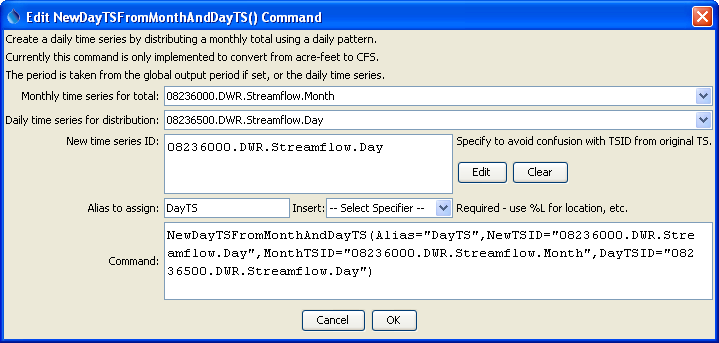 Edit NewDayTSFromMonthAndDayTS() Command
Create a daily time series by distributing a monthly total using a daily pattern.
Currently this command is only implemented to convert from acre-feet to CFS.
The period is taken from the global output period if set, or the daily time series.
Monthly time series for total: 08236000.DWR.Streamflow.Month
Daily time series for distribution: 08236500.DWR.Streamflow.Day
New time series ID: 08236000.DWR.Streamflow.Day Specify to avoid confusion with TSID from original TS.
Edit Clear
Alias to assign: DayTS Insert: -- Select Specifier -- Required - use %L for location, etc.
Command: NewDayTSFromMonthAndDayTS(Alias="DayTS",NewTSID="08236000.DWR.Stre
amflow.Day",MonthTSID="08236000.DWR.Streamflow.Month",DayTSID="082
36500.DWR.Streamflow.Day")
Cancel OK